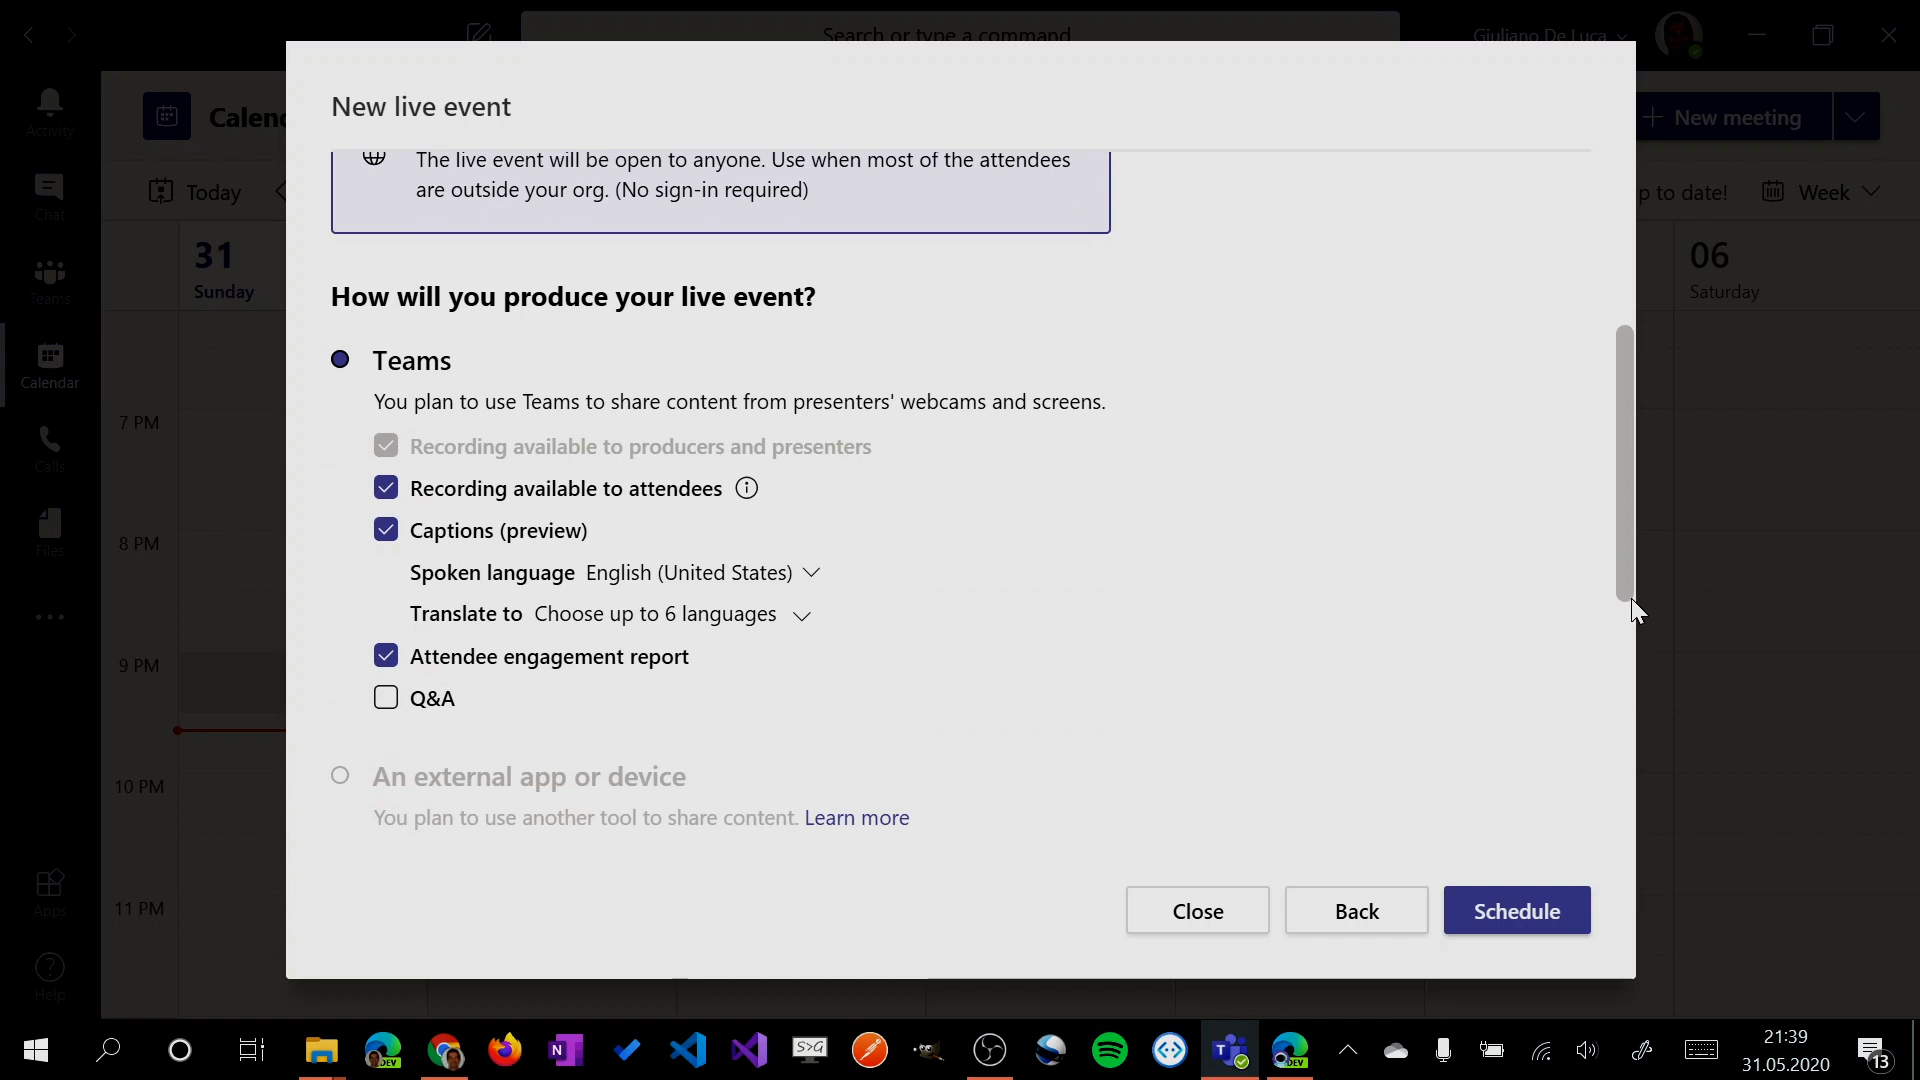 Search or type a command
Giuliano De Luca
New live event
Calend
New meeting
The live event will be open to anyone. Use when most of the attendees
are outside your org. (No sign-in required)
Today
p to date!
Week
31
Sunday
06
Saturday
Activity
Chat
Teams
Calendar
Calls
Files
Apps
Help
7 PM
8 PM
9 PM
10 PM
11 PM
How will you produce your live event?
Teams
You plan to use Teams to share content from presenters' webcams and screens.
Recording available to producers and presenters
Recording available to attendees
Captions (preview)
Spoken language English (United States)
Translate to Choose up to 6 languages
Attendee engagement report
Q&A
An external app or device
You plan to use another tool to share content. Learn more
Close
Back
Schedule
DEV
N
S>G
T
DEV
21:39
31.05.2020
13